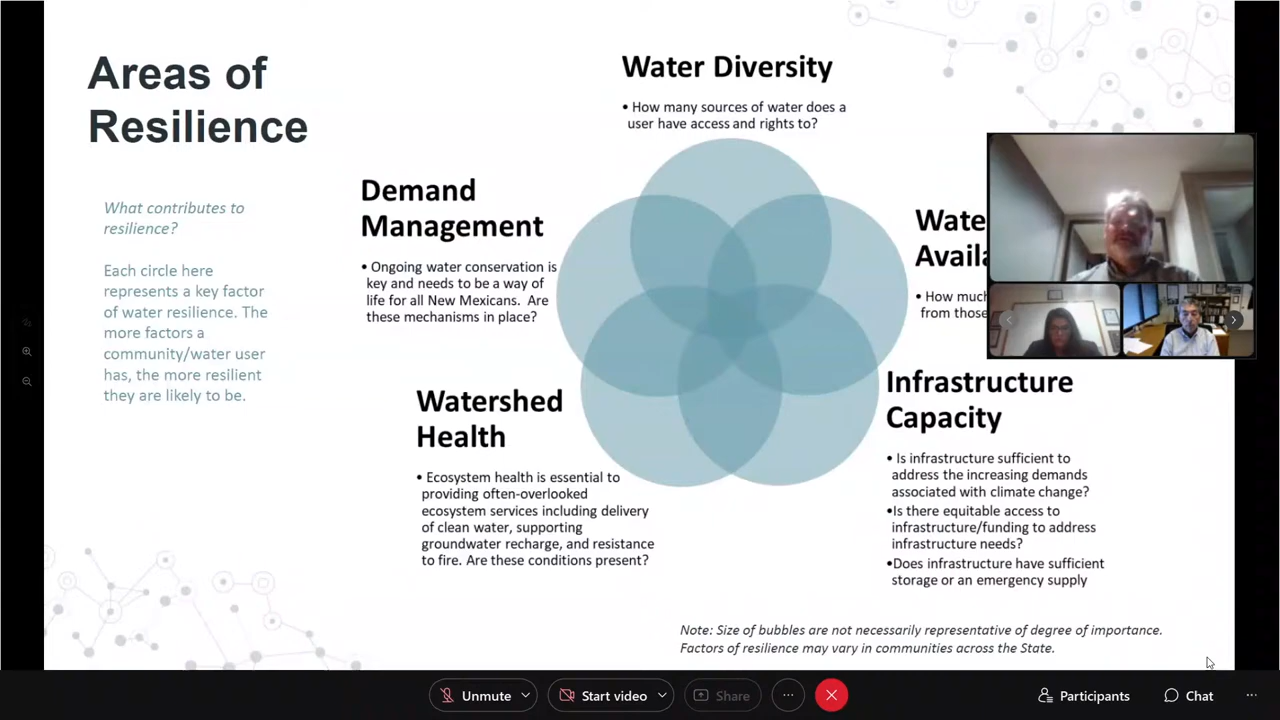 Areas of
Resilience
What contributes to
resilience?
Each circle here
represents a key factor
of water resilience. The
more factors a
community/water user
has, the more resilient
they are likely to be.
Water Diversity
• How many sources of water does a
user have access and rights to?
Demand
Management
• Ongoing water conservation is
key and needs to be a way of
life for all New Mexicans. Are
these mechanisms in place?
Watershed
Health
• Ecosystem health is essential to
providing often-overlooked
ecosystem services including delivery
of clean water, supporting
groundwater recharge, and resistance
to fire. Are these conditions present?
• How much
from those
Infrastructure
Capacity
• Is infrastructure sufficient to
address the increasing demands
associated with climate change?
•Is there equitable access to
infrastructure/funding to address
infrastructure needs?
•Does infrastructure have sufficient
storage or an emergency supply
Note: Size of bubbles are not necessarily representative of degree of importance.
Factors of resilience may vary in communities across the State.
Unmute
Start video
Share
Participants
Chat